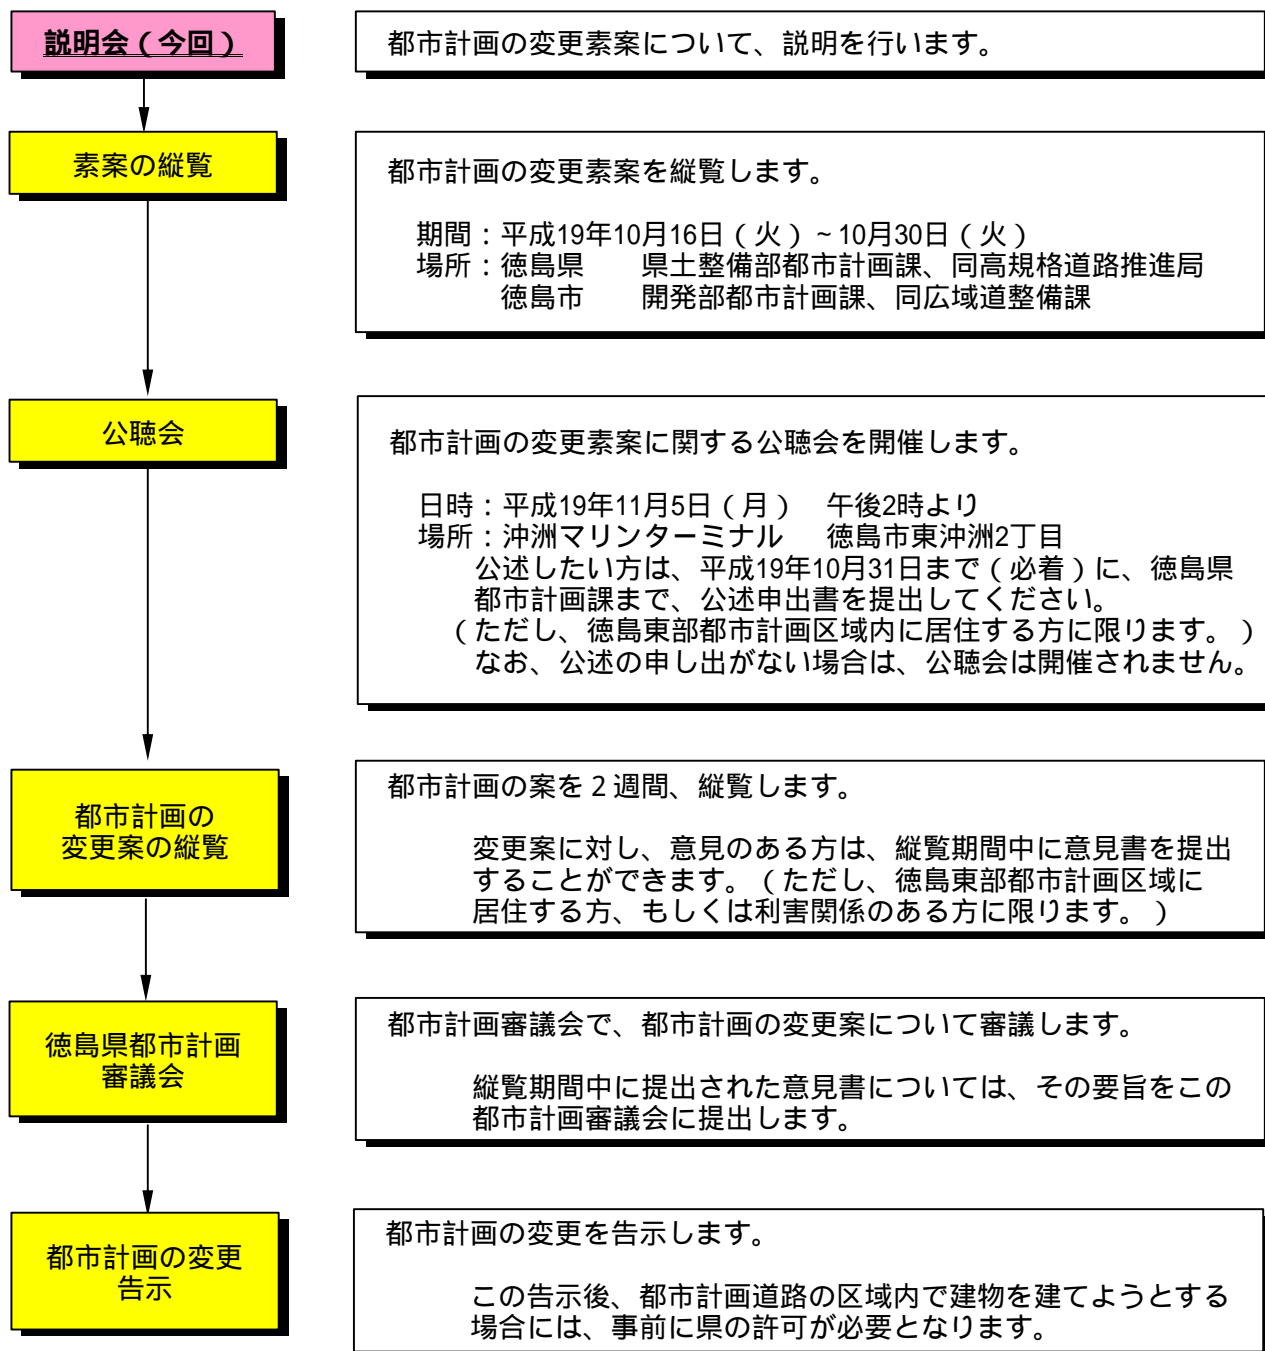 説明会（今回）
都市計画の変更素案について、説明を行います。
素案の縦覧
都市計画の変更素案を縦覧します。
期間：平成19年10月16日（火）~10月30日（火）
場所：徳島県　県土整備部都市計画課、同高規格道路推進局
徳島市　開発部都市計画課、同広域道整備課
公聴会
都市計画の変更素案に関する公聴会を開催します。
日時：平成19年11月5日（月）　午後2時より
場所：沖洲マリンターミナル　徳島市東沖洲2丁目
公述したい方は、平成19年10月31日まで（必着）に、徳島県
都市計画課まで、公述申出書を提出してください。
（ただし、徳島東部都市計画区域内に居住する方に限ります。）
なお、公述の申し出がない場合は、公聴会は開催されません。
都市計画の
変更案の縦覧
都市計画の案を２週間、縦覧します。
変更案に対し、意見のある方は、縦覧期間中に意見書を提出
することができます。（ただし、徳島東部都市計画区域に
居住する方、もしくは利害関係のある方に限ります。）
徳島県都市計画
審議会
都市計画審議会で、都市計画の変更案について審議します。
縦覧期間中に提出された意見書については、その要旨をこの
都市計画審議会に提出します。
都市計画の変更
告示
都市計画の変更を告示します。
この告示後、都市計画道路の区域内で建物を建てようとする
場合には、事前に県の許可が必要となります。